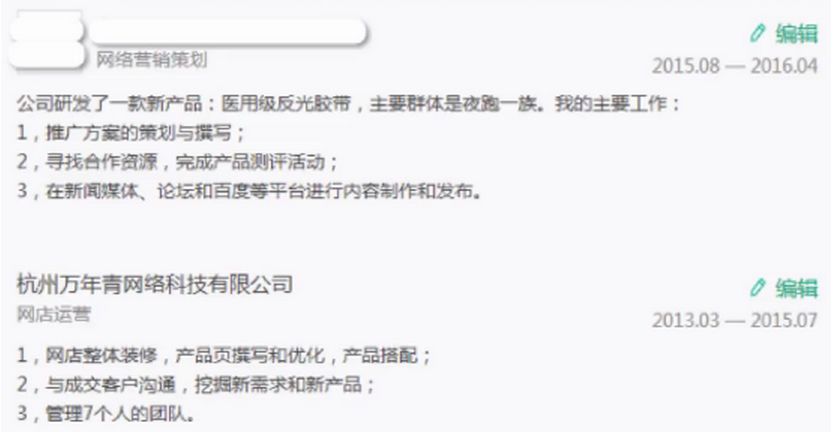 编辑
网络营销策划
2015.08 — 2016.04
公司研发了一款新产品：医用级反光胶带，主要群体是夜跑一族。我的主要工作：
1，推广方案的策划与撰写；
2，寻找合作资源，完成产品测评活动；
3，在新闻媒体、论坛和百度等平台进行内容制作和发布。
杭州万年青网络科技有限公司
编辑
网店运营
2013.03 — 2015.07
1，网店整体装修，产品页撰写和优化，产品搭配；
2，与成交客户沟通，挖掘新需求和新产品；
3，管理7个人的团队。